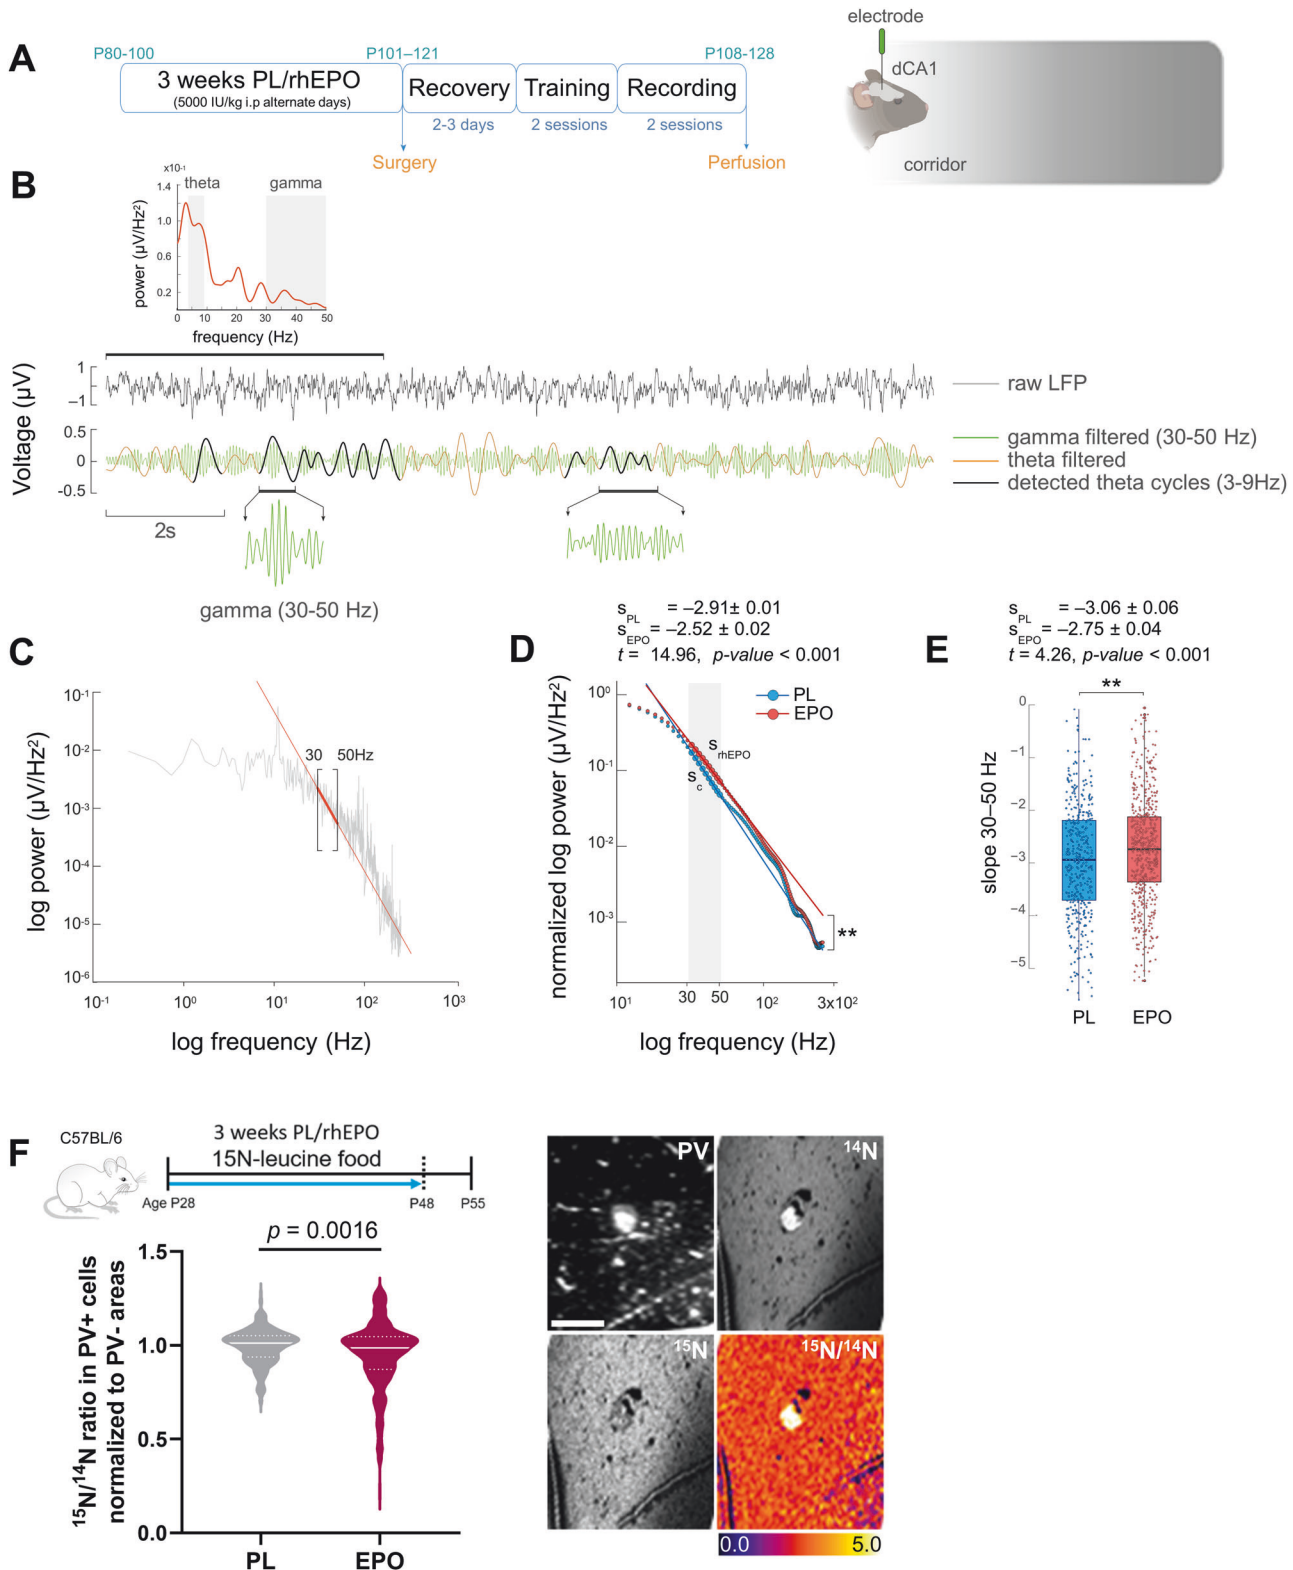 A
P80-100
P101–121
P108-128
3 weeks PL/rhEPO
(5000 IU/kg i.p alternate days)
Recovery
Training
Recording
2-3 days
2 sessions
2 sessions
Surgery
Perfusion
electrode
dCA1
corridor
B
x10⁻¹
theta
gamma
1.4
1.0
0.6
0.2
power (µV/Hz²)
0 10 20 30 40 50
frequency (Hz)
Voltage (µV)
1
−1
0.5
0
-0.5
raw LFP
gamma filtered (30-50 Hz)
theta filtered
detected theta cycles (3-9Hz)
2s
gamma (30-50 Hz)
C
log power (µV/Hz²)
10⁻¹
10⁻²
10⁻³
10⁻⁴
10⁻⁵
10⁻⁶
30 50Hz
10⁻¹ 10⁰ 10¹ 10² 10³
log frequency (Hz)
D
s_PL = −2.91± 0.01
s_EPO = −2.52 ± 0.02
t = 14.96, p-value < 0.001
normalized log power (µV/Hz²)
10⁰
10⁻¹
10⁻²
10⁻³
PL
EPO
s_rhEPO
s_c
**
10¹ 30 50 10² 3x10²
log frequency (Hz)
E
s_PL = −3.06 ± 0.06
s_EPO = −2.75 ± 0.04
t = 4.26, p-value < 0.001
**
slope 30–50 Hz
0
−1
−2
−3
−4
−5
PL EPO
F
C57BL/6
3 weeks PL/rhEPO
15N-leucine food
Age P28
P48
P55
p = 0.0016
¹⁵N/¹⁴N ratio in PV+ cells
normalized to PV- areas
1.5
1.0
0.5
0.0
PL EPO
PV
¹⁴N
¹⁵N
¹⁵N/¹⁴N
0.0 5.0